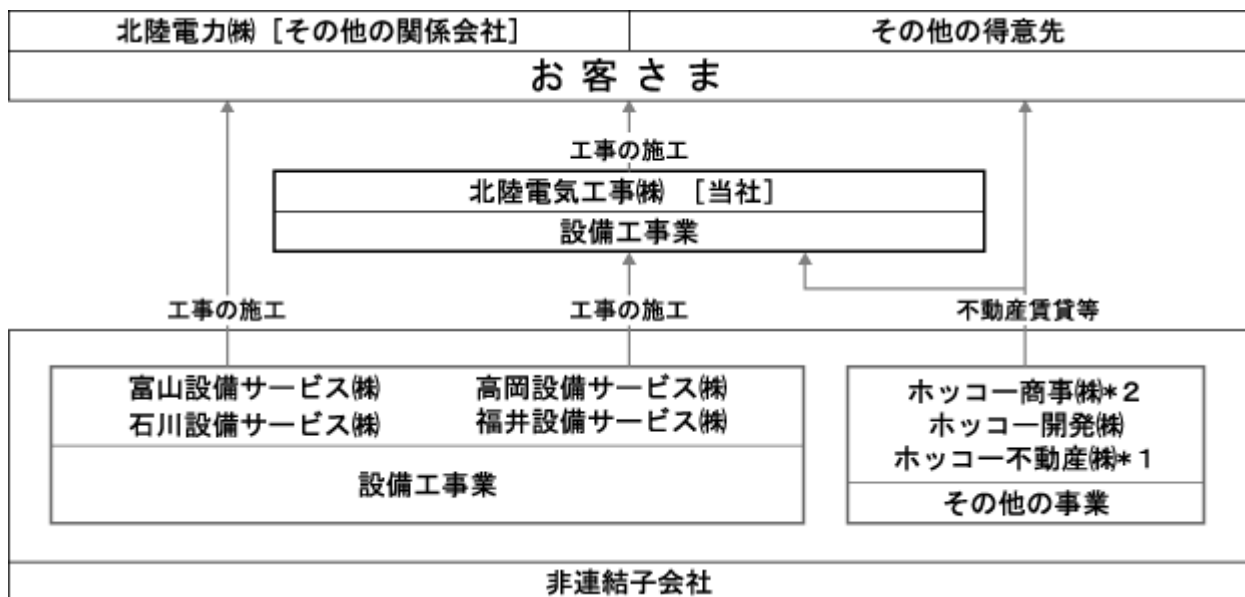 北陸電力㈱［その他の関係会社］
その他の得意先
お客さま
工事の施工
北陸電気工事㈱　［当社］
設備工事業
工事の施工
工事の施工
不動産賃貸等
富山設備サービス㈱　高岡設備サービス㈱
石川設備サービス㈱　福井設備サービス㈱
設備工事業
ホッコー商事㈱*２
ホッコー開発㈱
ホッコー不動産㈱*１
その他の事業
非連結子会社